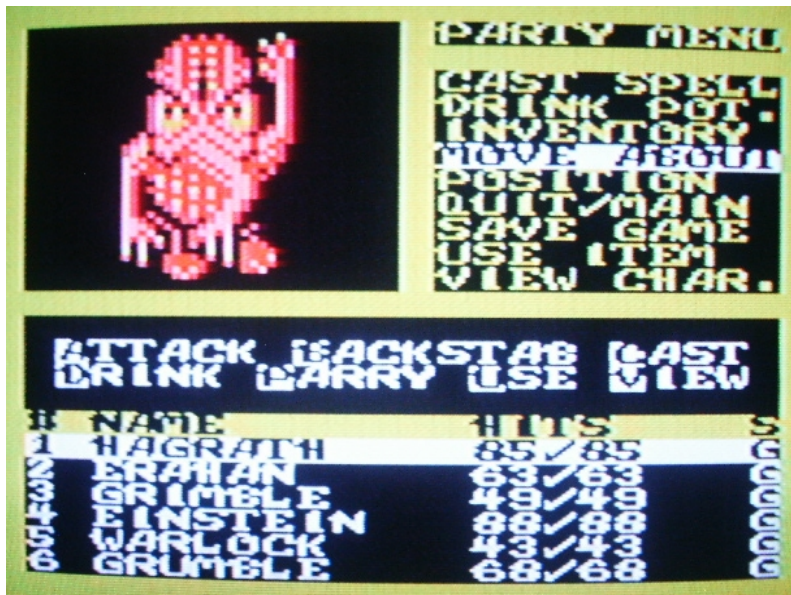 PARTY MENU
CAST SPELL
DRINK POT.
INVENTORY
MOVE ABOUT
POSITION
QUIT/MAIN
SAVE GAME
USE ITEM
VIEW CHAR.
ATTACK BACKSTAB CAST
DRINK PARRY USE VIEW
# NAME HITS S
1 HAGRATH 85/85 G
2 ERAHAN 63/63 G
3 GRIMBLE 49/49 G
4 EINSTEIN 88/88 G
5 WARLOCK 43/43 G
6 GRUMBLE 68/68 G